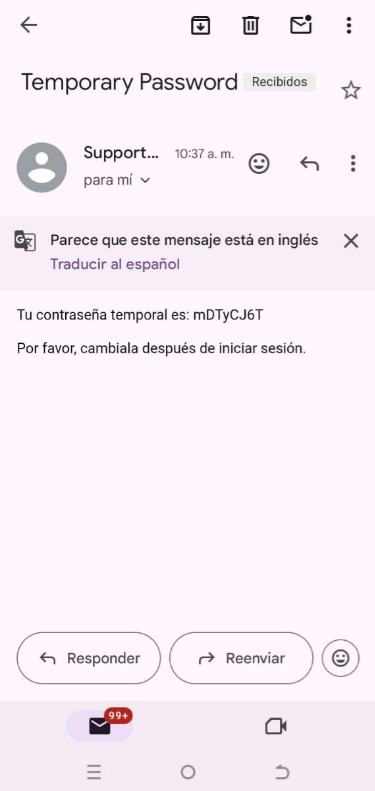 Temporary Password Recibidos
Support... 10:37 a. m.
para mí
Parece que este mensaje está en inglés
Traducir al español
Tu contraseña temporal es: mDTyCJ6T
Por favor, cambiala después de iniciar sesión.
Responder
Reenviar
99+